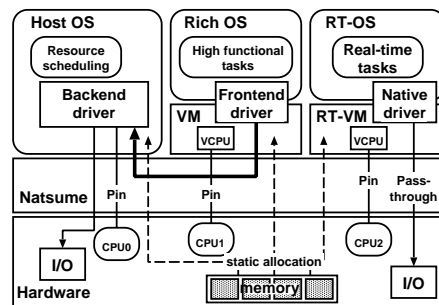 Host OS
Resource
scheduling
Backend
driver
Rich OS
High functional
tasks
Frontend
driver
VM
VCPU
RT-OS
Real-time
tasks
Native
driver
RT-VM
VCPU
Natsume
Pin
Pin
Pin
Pass-
through
CPU0
CPU1
CPU2
I/O
static allocation
memory
I/O
Hardware